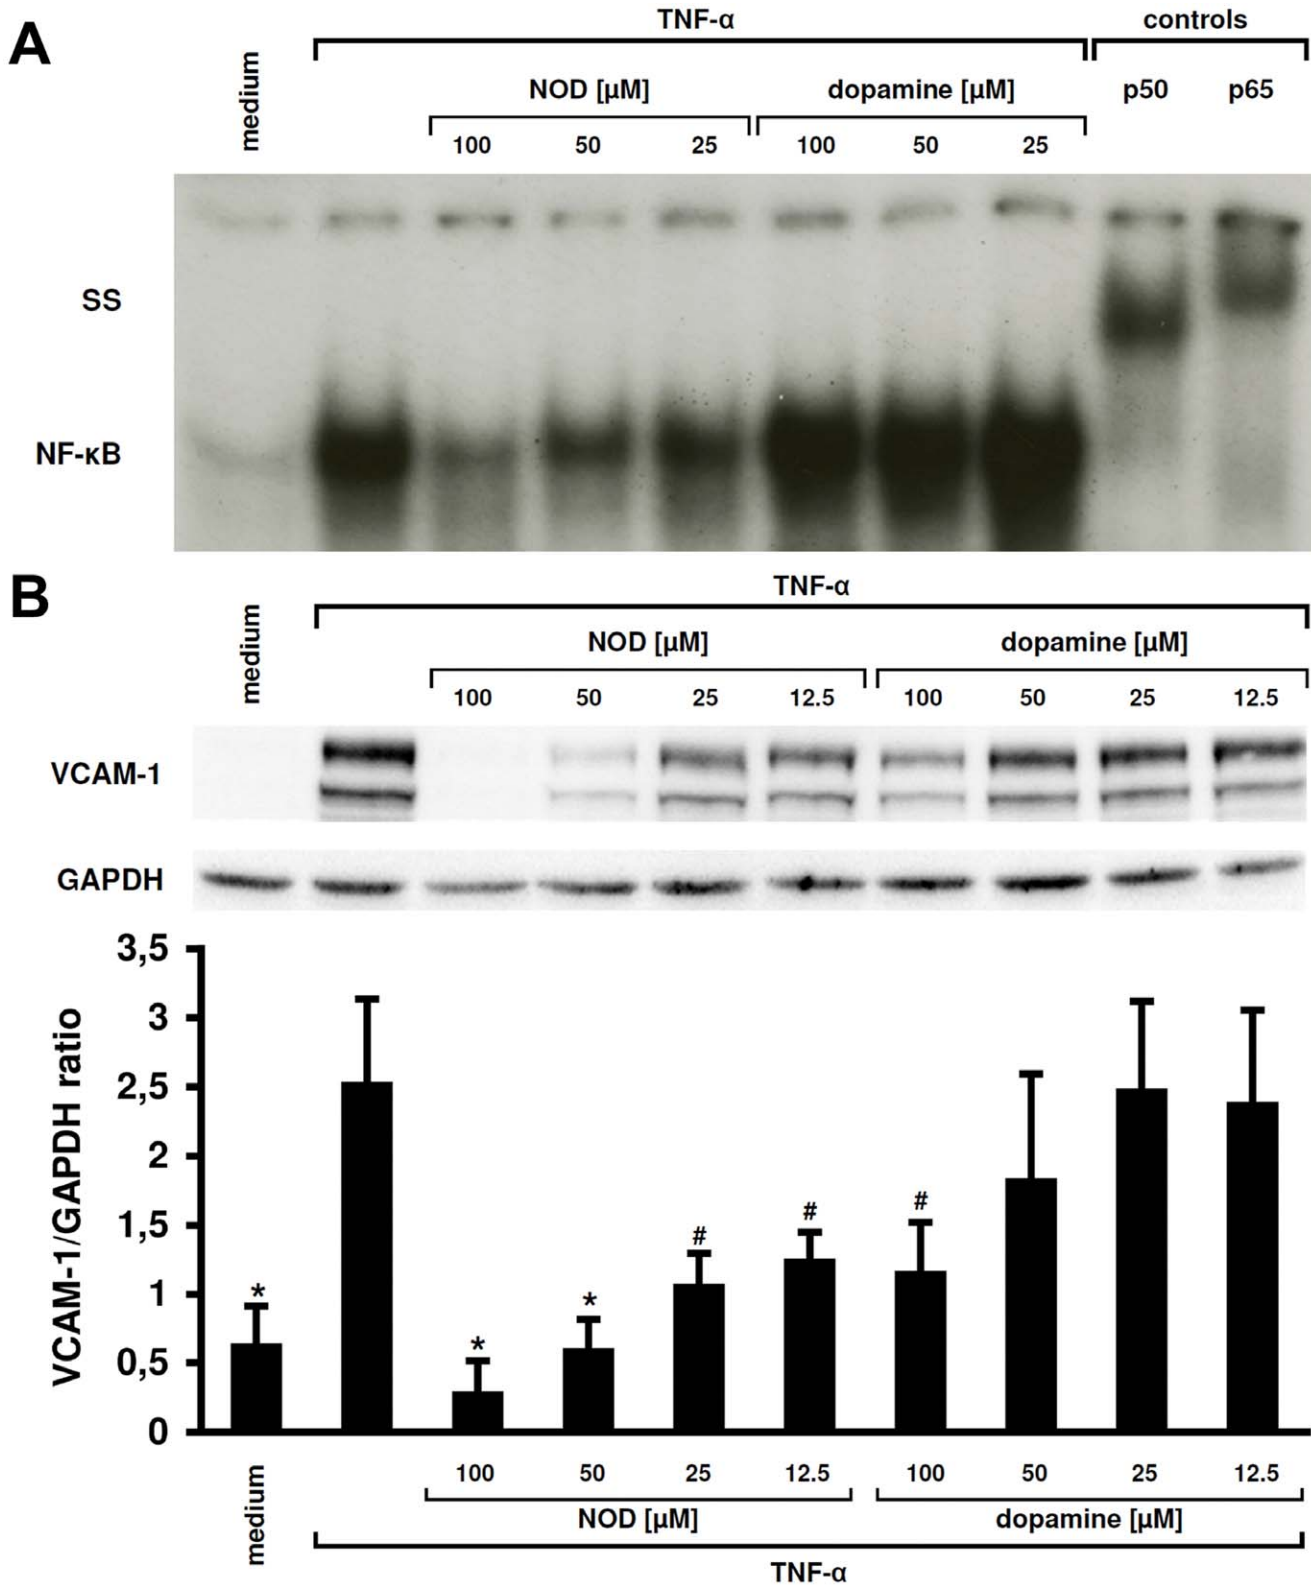 A
TNF-α
controls
medium
NOD [µM]
dopamine [µM]
p50
p65
100
50
25
100
50
25
SS
NF-κB
B
TNF-α
medium
NOD [µM]
dopamine [µM]
100
50
25
12.5
100
50
25
12.5
VCAM-1
GAPDH
VCAM-1/GAPDH ratio
3,5
3
2,5
2
1,5
1
0,5
0
*
*
*
#
#
#
medium
100
50
25
12.5
100
50
25
12.5
NOD [µM]
dopamine [µM]
TNF-α